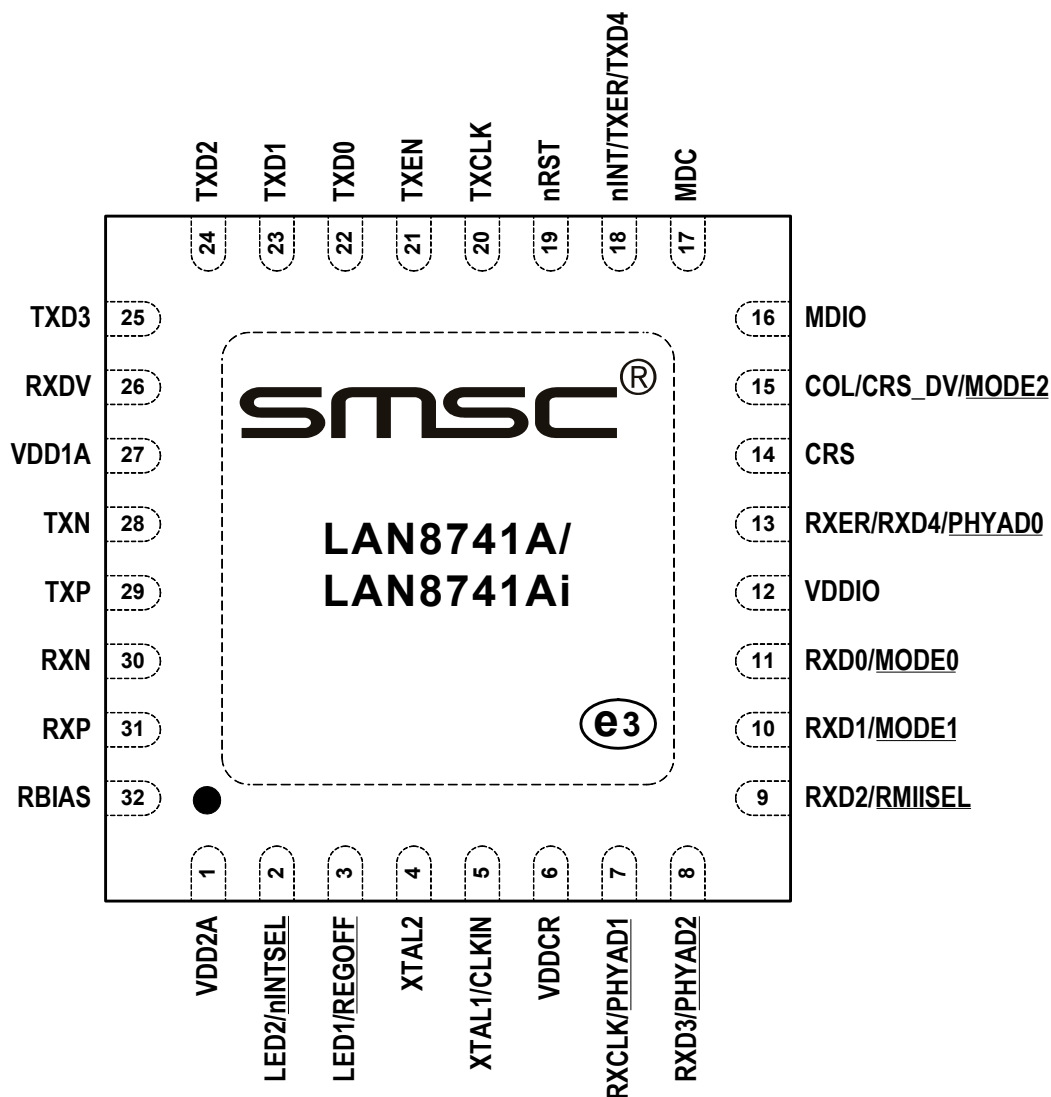 TXD2
TXD1
TXD0
TXEN
TXCLK
nRST
nINT/TXER/TXD4
MDC
24
23
22
21
20
19
18
17
TXD3 25
RXDV 26
VDD1A 27
TXN 28
TXP 29
RXN 30
RXP 31
RBIAS 32
SMSC®
LAN8741A/
LAN8741Ai
e3
16 MDIO
15 COL/CRS_DV/MODE2
14 CRS
13 RXER/RXD4/PHYAD0
12 VDDIO
11 RXD0/MODE0
10 RXD1/MODE1
9 RXD2/RMIISEL
1
2
3
4
5
6
7
8
VDD2A
LED2/nINTSEL
LED1/REGOFF
XTAL2
XTAL1/CLKIN
VDDCR
RXCLK/PHYAD1
RXD3/PHYAD2